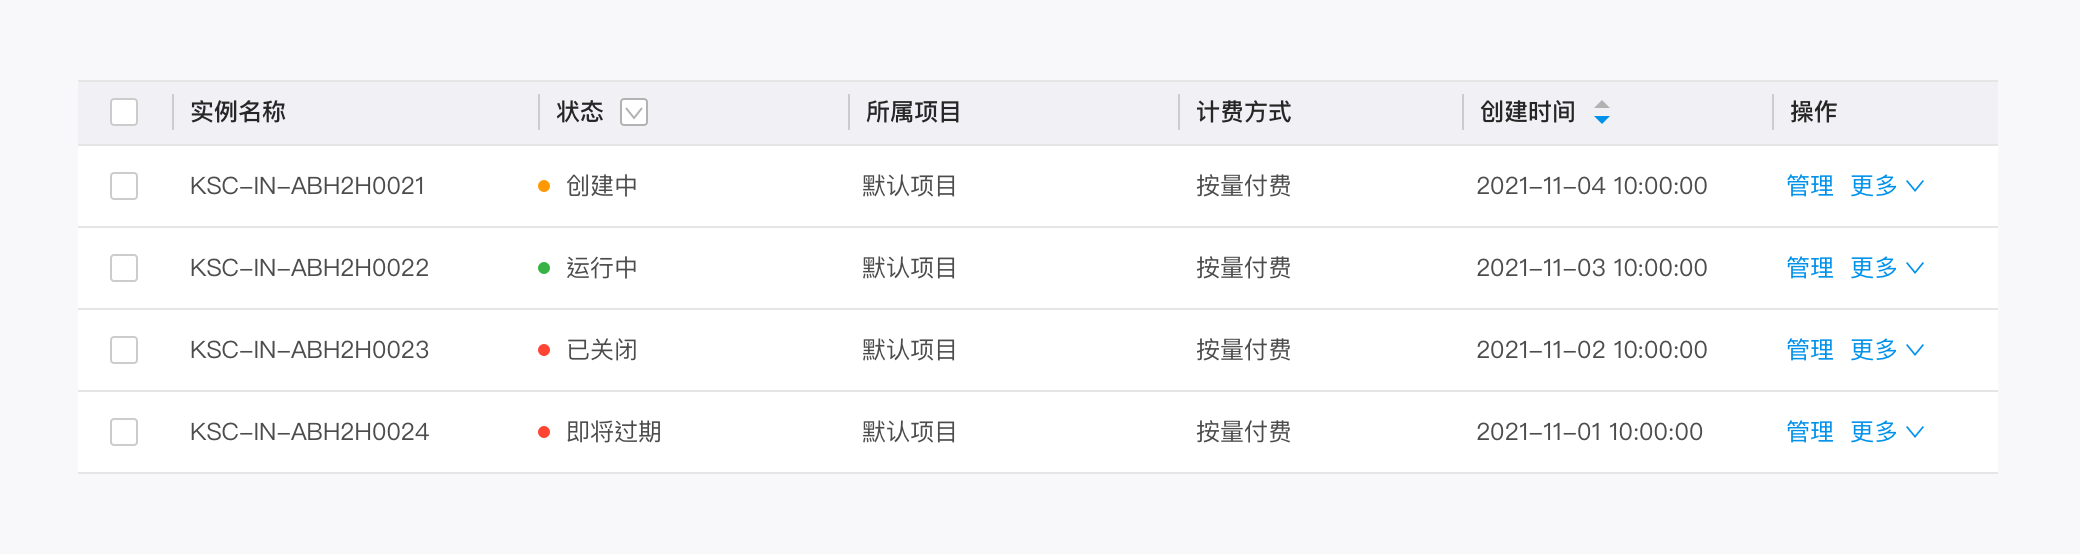 实例名称 状态 所属项目 计费方式 创建时间 操作
KSC-IN-ABH2H0021 创建中 默认项目 按量付费 2021-11-04 10:00:00 管理 更多
KSC-IN-ABH2H0022 运行中 默认项目 按量付费 2021-11-03 10:00:00 管理 更多
KSC-IN-ABH2H0023 已关闭 默认项目 按量付费 2021-11-02 10:00:00 管理 更多
KSC-IN-ABH2H0024 即将过期 默认项目 按量付费 2021-11-01 10:00:00 管理 更多